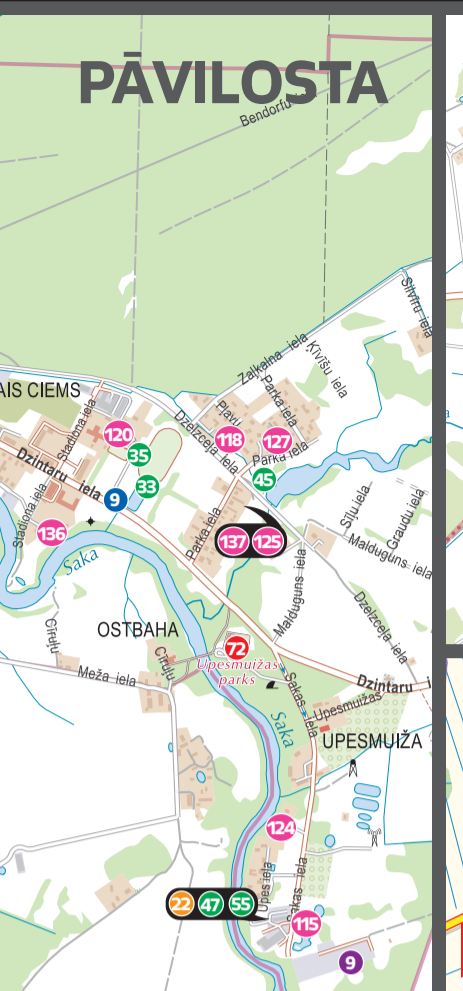 PĀVILOSTA
Bendorfu
Silvīru iela
Zaļkalna iela
Ķīvīšu iela
AIS CIEMS
Pļavu
Parka iela
Dzelzceļa iela
Stadiona iela
120
118
127
Parka iela
35
45
Dzintaru iela
9
33
Sīļu iela
Graudu iela
Stadiona iela
136
Parka iela
137 125
Malduguns iela
Saka
Malduguns iela
Dzelzceļa iela
Cīruļu
OSTBAHA
72
Cīruļu
Upesmuižas
parks
Meža iela
Dzintaru i
Sakas iela
Upesmuižas
Saka
UPESMUIŽA
124
Upes iela
Sakas iela
22 47 55
115
9